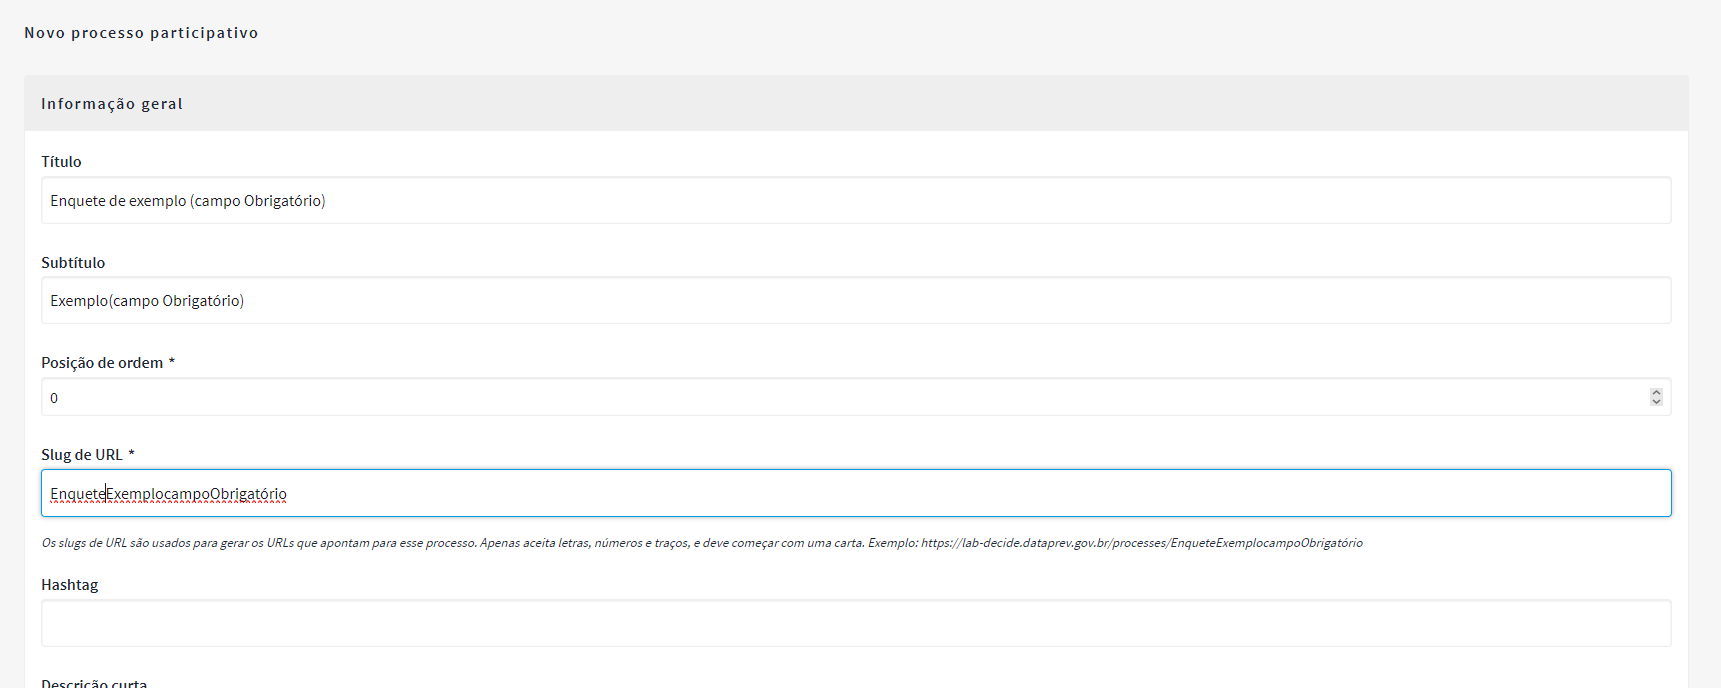 Novo processo participativo
Informação geral
Título
Enquete de exemplo (campo Obrigatório)
Subtítulo
Exemplo(campo Obrigatório)
Posição de ordem *
0
Slug de URL *
EnqueteExemplocampoObrigatório
Os slugs de URL são usados para gerar os URLs que apontam para esse processo. Apenas aceita letras, números e traços, e deve começar com uma carta. Exemplo: https://lab-decide.dataprev.gov.br/processes/EnqueteExemplocampoObrigatório
Hashtag
Descrição curta